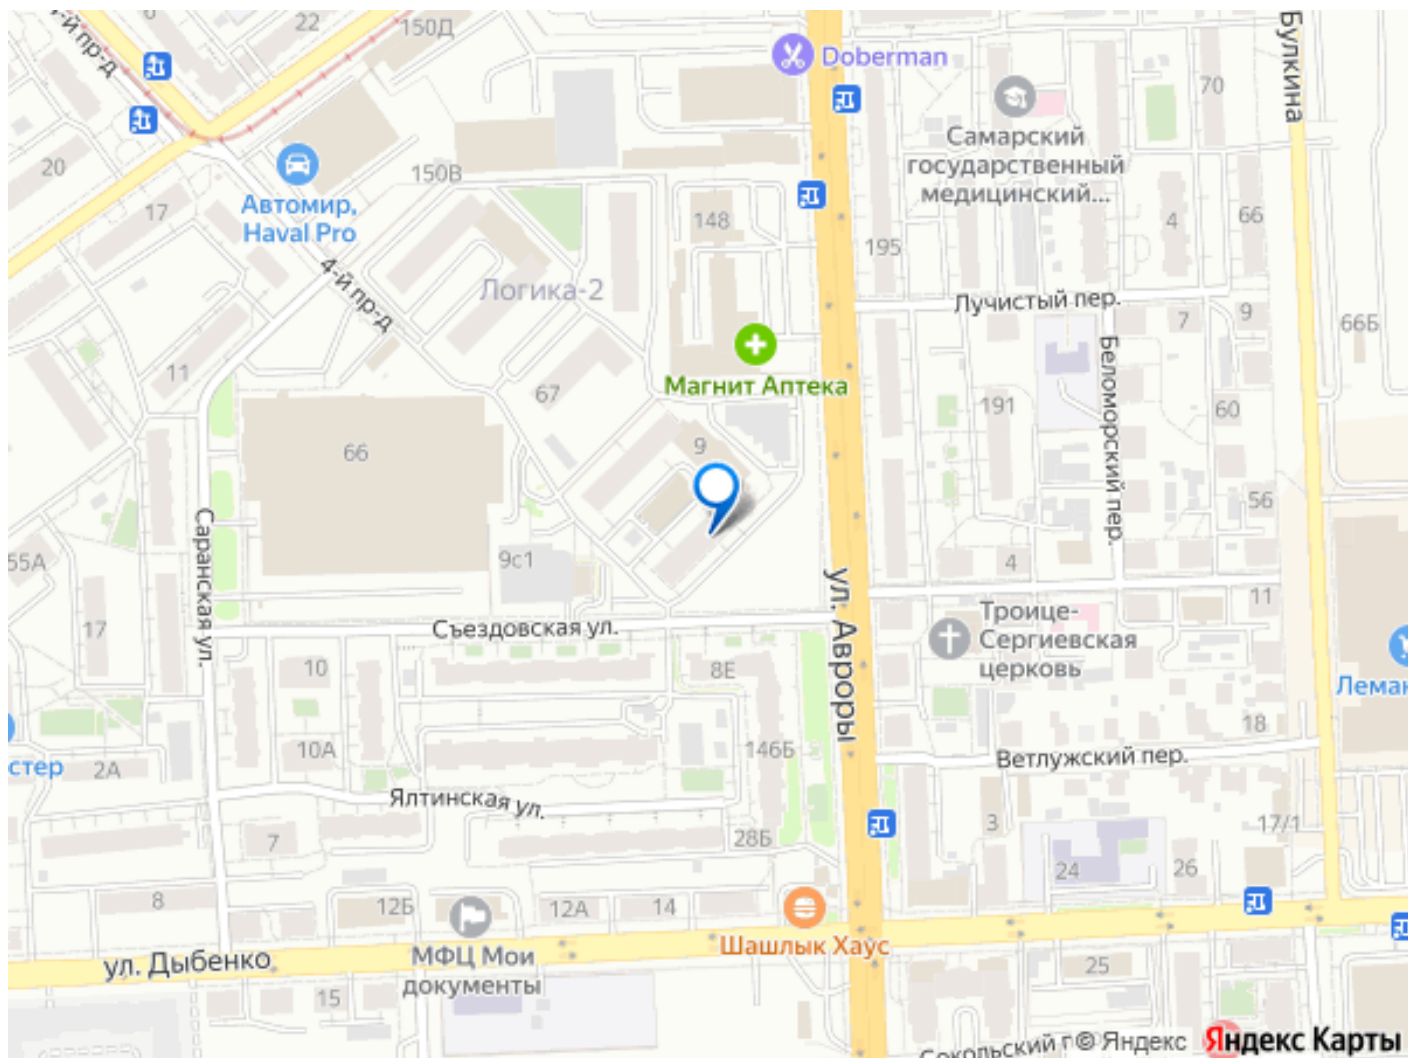 4-й пр-д
22
150Д
Doberman
Булкина
70
Самарский
государственный
медицинский...
20
150В
17
Автомир,
Haval Pro
148
195
4
66
4-й пр-д
Логика-2
Лучистый пер.
7
9
66Б
Беломорский пер.
11
67
Магнит Аптека
191
60
66
9
56
Саранская ул.
55А
9с1
4
11
ул. Авроры
Троице-
Сергиевская
церковь
17
Съездовская ул.
10
8Е
Леман
10А
146Б
18
стер
2А
Ветлужский пер.
Ялтинская ул.
7
28Б
3
17/1
24
26
8
12Б
12А
14
Шашлык Хаус
ул. Дыбенко
МФЦ Мои
документы
25
15
Сокольский п
© Яндекс
Яндекс Карты